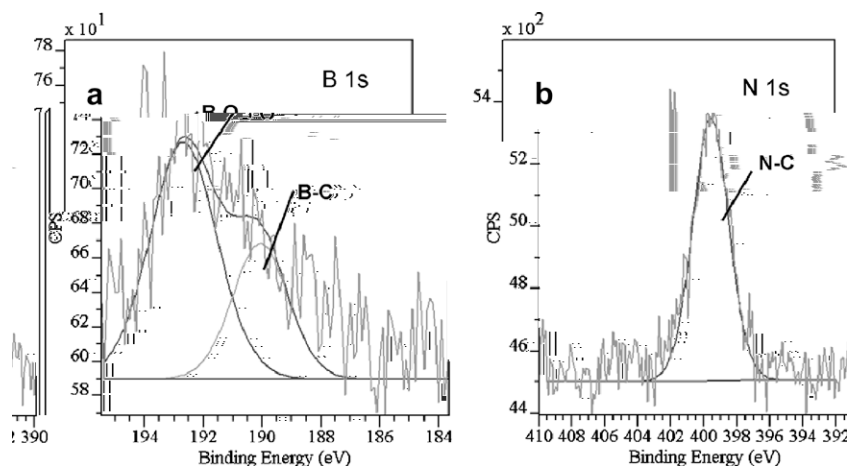 x 10¹
78
76
74
72
70
68
66
64
62
60
58
CPS
a
B 1s
B-O
B-C
194 192 190 188 186 184
Binding Energy (eV)
390
x 10²
54
52
50
48
46
44
CPS
b
N 1s
N-C
410 408 406 404 402 400 398 396 394 392
Binding Energy (eV)